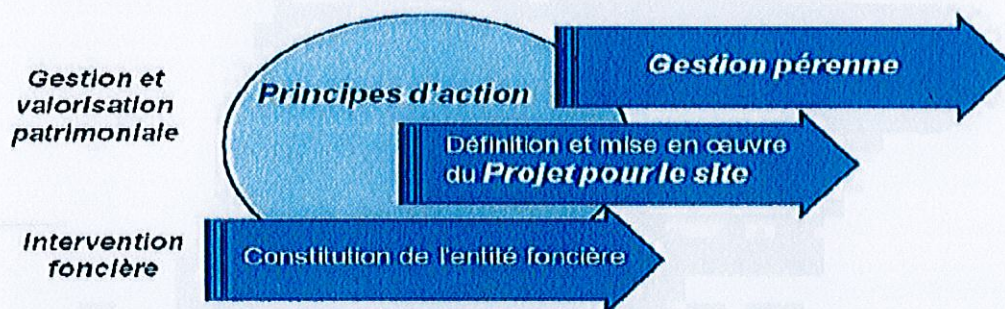 Gestion et
valorisation
patrimoniale
Principes d'action
Gestion pérenne
Définition et mise en œuvre
du Projet pour le site
Intervention
foncière
Constitution de l'entité foncière